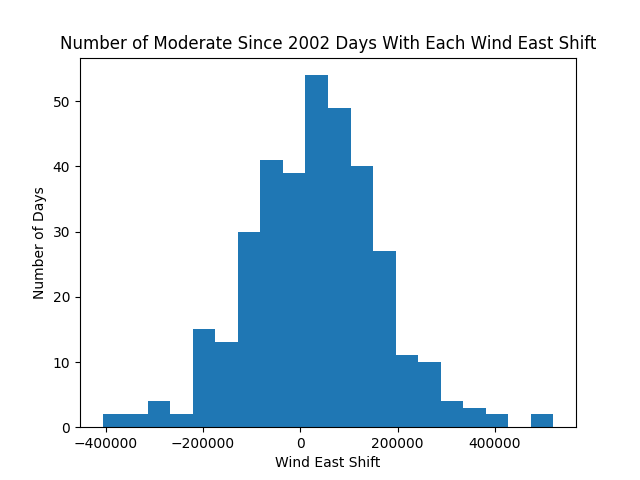 Number of Moderate Since 2002 Days With Each Wind East Shift
50
40
30
20
10
0
Number of Days
−400000 −200000 0 200000 400000
Wind East Shift